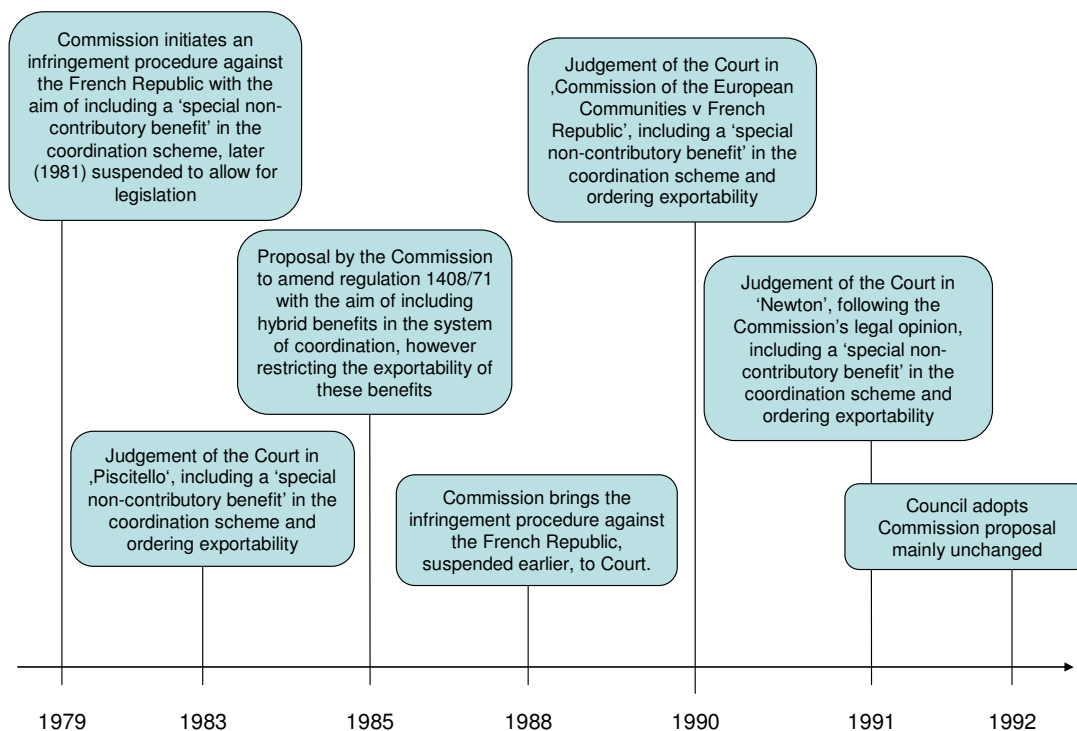 Commission initiates an
infringement procedure against
the French Republic with the
aim of including a ‘special non-
contributory benefit’ in the
coordination scheme, later
(1981) suspended to allow for
legislation
Judgement of the Court in
‚Piscitello‘, including a ‘special
non-contributory benefit’ in the
coordination scheme and
ordering exportability
Proposal by the Commission
to amend regulation 1408/71
with the aim of including
hybrid benefits in the system
of coordination, however
restricting the exportability of
these benefits
Commission brings the
infringement procedure against
the French Republic,
suspended earlier, to Court.
Judgement of the Court in
‚Commission of the European
Communities v French
Republic’, including a ‘special
non-contributory benefit’ in the
coordination scheme and
ordering exportability
Judgement of the Court in
‘Newton’, following the
Commission’s legal opinion,
including a ‘special non-
contributory benefit’ in the
coordination scheme
and ordering exportability
Council adopts
Commission proposal
mainly unchanged
1979
1983
1985
1988
1990
1991
1992